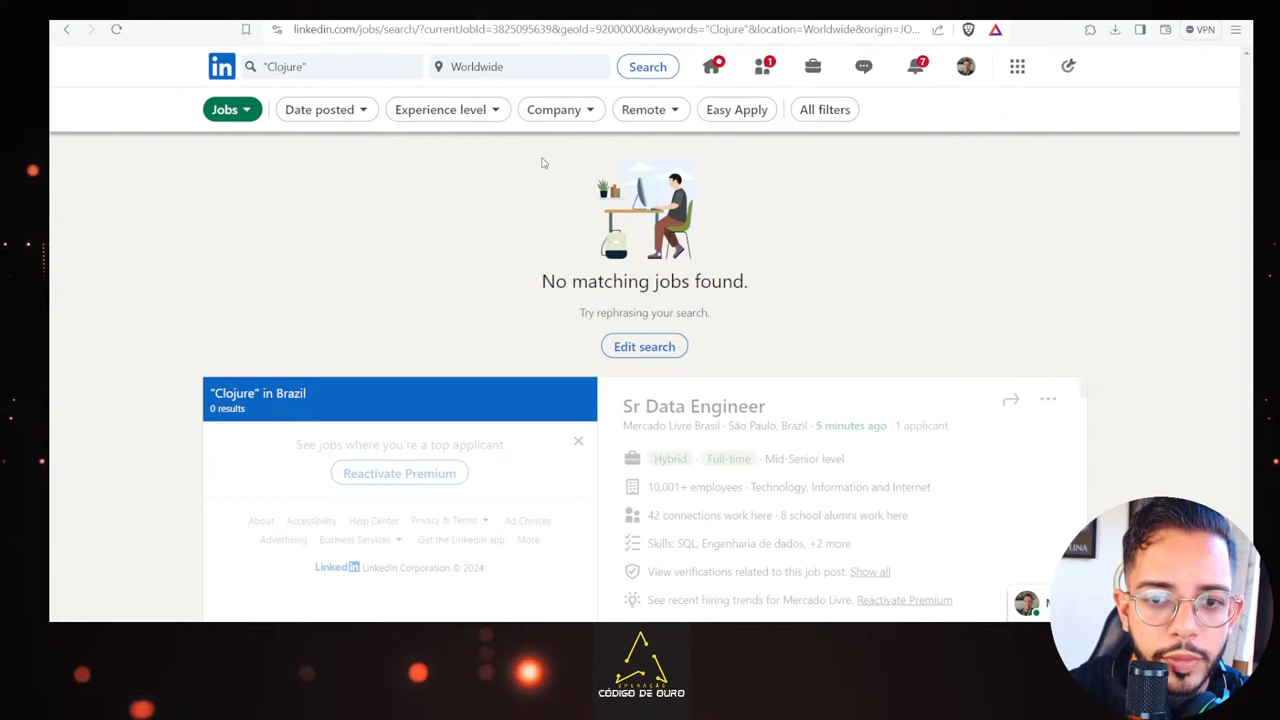 linkedin.com/jobs/search/?currentJobId=3825095639&geoId=92000000&keywords="Clojure"&location=Worldwide&origin=JO...
VPN
in
"Clojure"
Worldwide
Search
1
7
Jobs
Date posted
Experience level
Company
Remote
Easy Apply
All filters
No matching jobs found.
Try rephrasing your search.
Edit search
"Clojure" in Brazil
0 results
See jobs where you're a top applicant
Reactivate Premium
About Accessibility Help Center Privacy & Terms Ad Choices
Advertising Business Services Get the LinkedIn app More
Linkedin LinkedIn Corporation © 2024
Sr Data Engineer
Mercado Livre Brasil · São Paulo, Brazil · 5 minutes ago · 1 applicant
Hybrid · Full-time · Mid-Senior level
10,001+ employees · Technology, Information and Internet
42 connections work here · 8 school alumni work here
Skills: SQL, Engenharia de dados, +2 more
View verifications related to this job post. Show all
See recent hiring trends for Mercado Livre. Reactivate Premium
OPERAÇÃO
CÓDIGO DE OURO